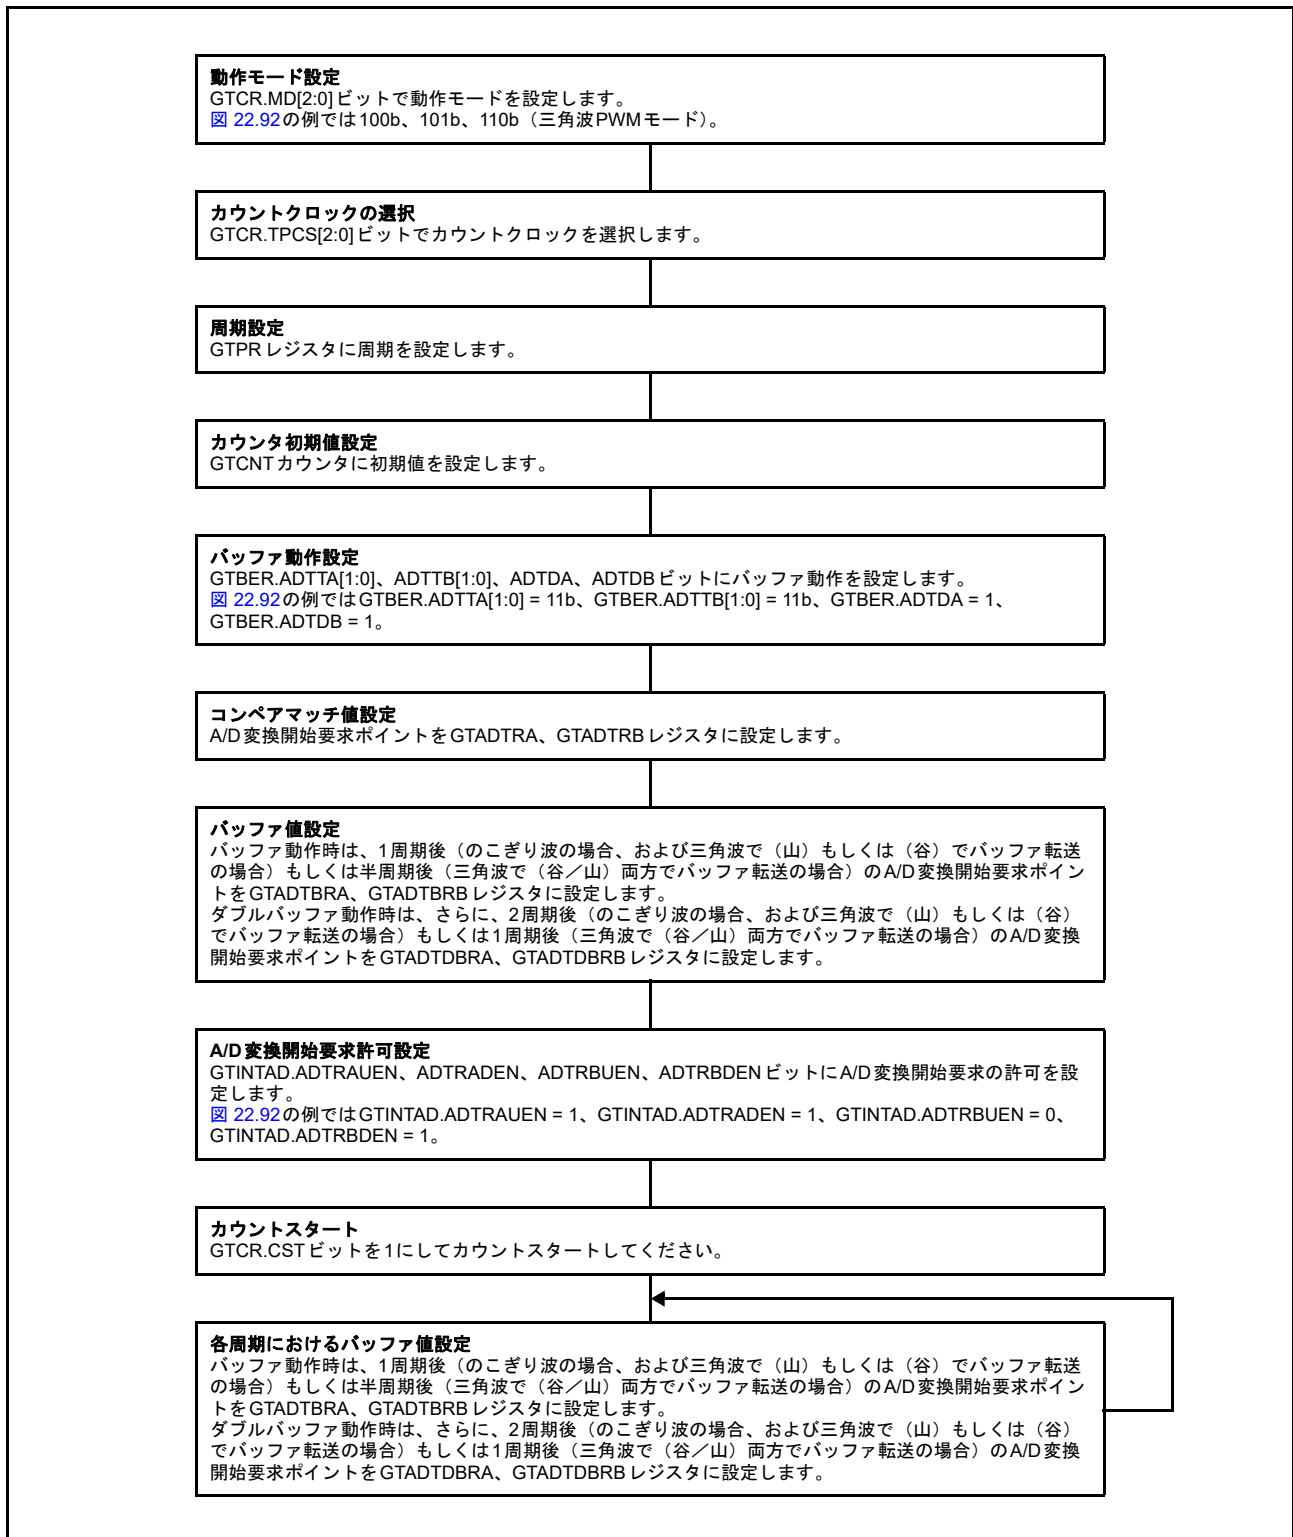 動作モード設定
GTCR.MD[2:0]ビットで動作モードを設定します。
図 22.92の例では100b、101b、110b（三角波PWMモード）。
カウントクロックの選択
GTCR.TPCS[2:0]ビットでカウントクロックを選択します。
周期設定
GTPRレジスタに周期を設定します。
カウンタ初期値設定
GTCNTカウンタに初期値を設定します。
バッファ動作設定
GTBER.ADTTA[1:0]、ADTTB[1:0]、ADTDA、ADTDBビットにバッファ動作を設定します。
図 22.92の例ではGTBER.ADTTA[1:0] = 11b、GTBER.ADTTB[1:0] = 11b、GTBER.ADTDA = 1、
GTBER.ADTDB = 1。
コンペアマッチ値設定
A/D変換開始要求ポイントをGTADTRA、GTADTRBレジスタに設定します。
バッファ値設定
バッファ動作時は、1周期後（のこぎり波の場合、および三角波で（山）もしくは（谷）でバッファ転送
の場合）もしくは半周期後（三角波で（谷／山）両方でバッファ転送の場合）のA/D変換開始要求ポイン
トをGTADTBRA、GTADTBRBレジスタに設定します。
ダブルバッファ動作時は、さらに、2周期後（のこぎり波の場合、および三角波で（山）もしくは（谷）
でバッファ転送の場合）もしくは1周期後（三角波で（谷／山）両方でバッファ転送の場合）のA/D変換
開始要求ポイントをGTADTDBRA、GTADTDBRBレジスタに設定します。
A/D変換開始要求許可設定
GTINTAD.ADTRAUEN、ADTRADEN、ADTRBUEN、ADTRBDENビットにA/D変換開始要求の許可を設
定します。
図 22.92の例ではGTINTAD.ADTRAUEN = 1、GTINTAD.ADTRADEN = 1、GTINTAD.ADTRBUEN = 0、
GTINTAD.ADTRBDEN = 1。
カウントスタート
GTCR.CSTビットを1にしてカウントスタートしてください。
各周期におけるバッファ値設定
バッファ動作時は、1周期後（のこぎり波の場合、および三角波で（山）もしくは（谷）でバッファ転送
の場合）もしくは半周期後（三角波で（谷／山）両方でバッファ転送の場合）のA/D変換開始要求ポイン
トをGTADTBRA、GTADTBRBレジスタに設定します。
ダブルバッファ動作時は、さらに、2周期後（のこぎり波の場合、および三角波で（山）もしくは（谷）
でバッファ転送の場合）もしくは1周期後（三角波で（谷／山）両方でバッファ転送の場合）のA/D変換
開始要求ポイントをGTADTDBRA、GTADTDBRBレジスタに設定します。